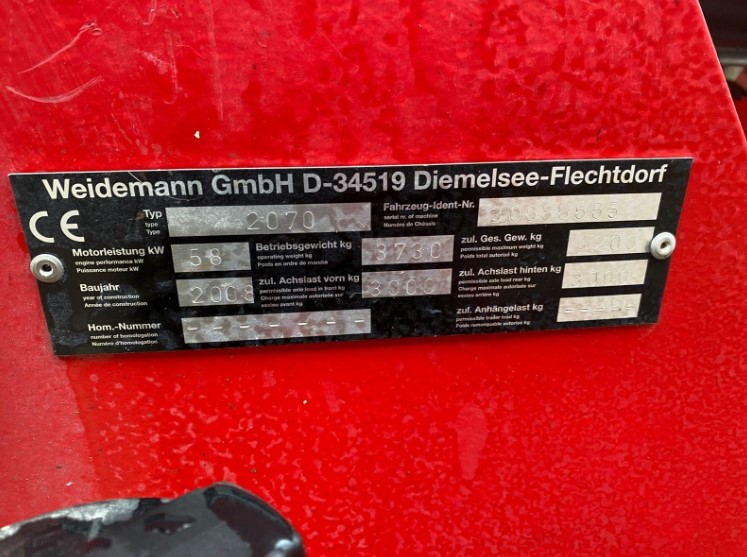 Weidemann GmbH D-34519 Diemelsee-Flechtdorf
CE
Typ 2070
type
Type
Fahrzeug-Ident-Nr.
serial nr. of machine
Numéro de Châssis
Motorleistung kW 58
engine performance kW
Puissance moteur kW
Betriebsgewicht kg 3730
operating weight kg
Poids en ordre de marche
zul. Ges. Gew. kg
permissible maximum weight kg
Poids total autorisé kg
Baujahr 2008
year of construction
Année de construction
zul. Achslast vorn kg 3000
permissible axle load in front kg
Charge maximale autorisée sur
essieu avant kg
zul. Achslast hinten kg
permissible axle load rear kg
Charge maximale autorisée sur
essieu arrière kg
Hom.-Nummer - - - - - - -
number of homologation
Numéro d'homologation
zul. Anhängelast kg
permissible trailer load kg
Poids remorquable autorisé kg